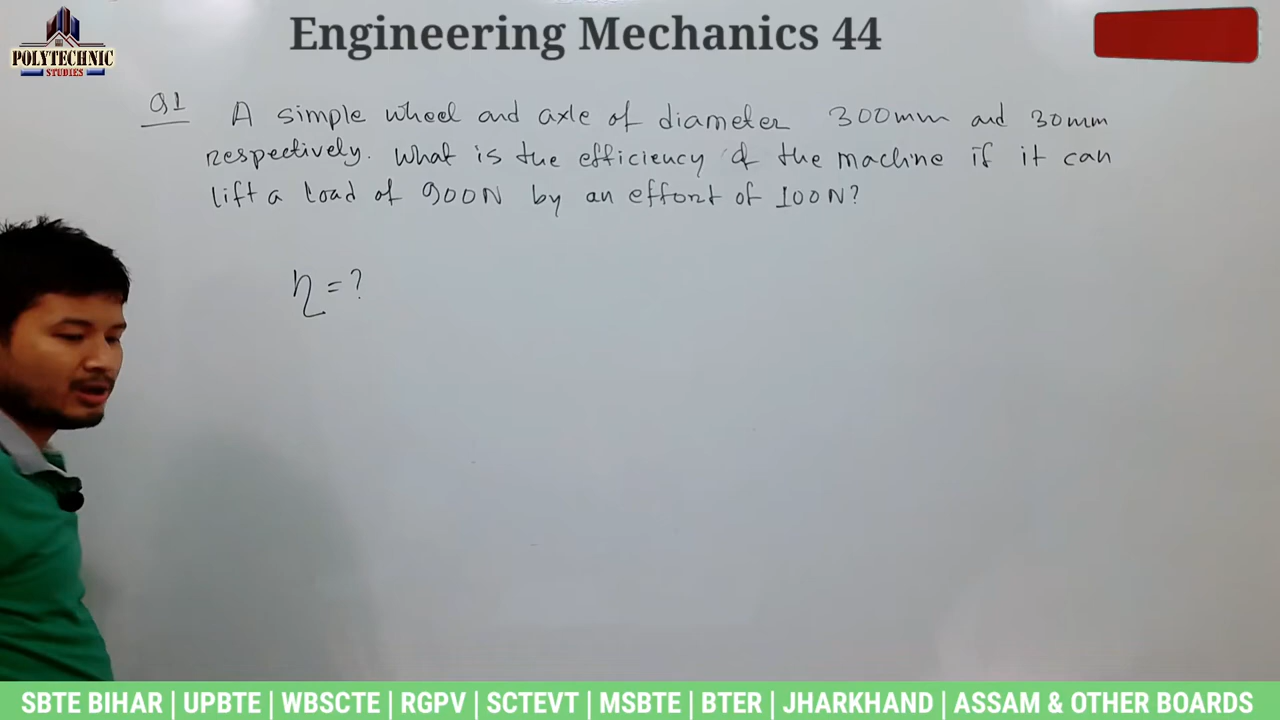 Engineering Mechanics 44
POLYTECHNIC
STUDIES
Q1 A simple wheel and axle of diameter 300mm and 30mm
respectively. What is the efficiency of the machine if it can
lift a load of 900N by an effort of 100N?
η = ?
SBTE BIHAR | UPBTE | WBSCTE | RGPV | SCTEVT | MSBTE | BTER | JHARKHAND | ASSAM & OTHER BOARDS